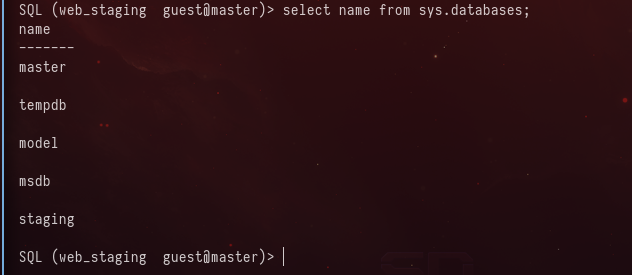 SQL (web_staging  guest@master)> select name from sys.databases;
name
-------
master
tempdb
model
msdb
staging
SQL (web_staging  guest@master)>